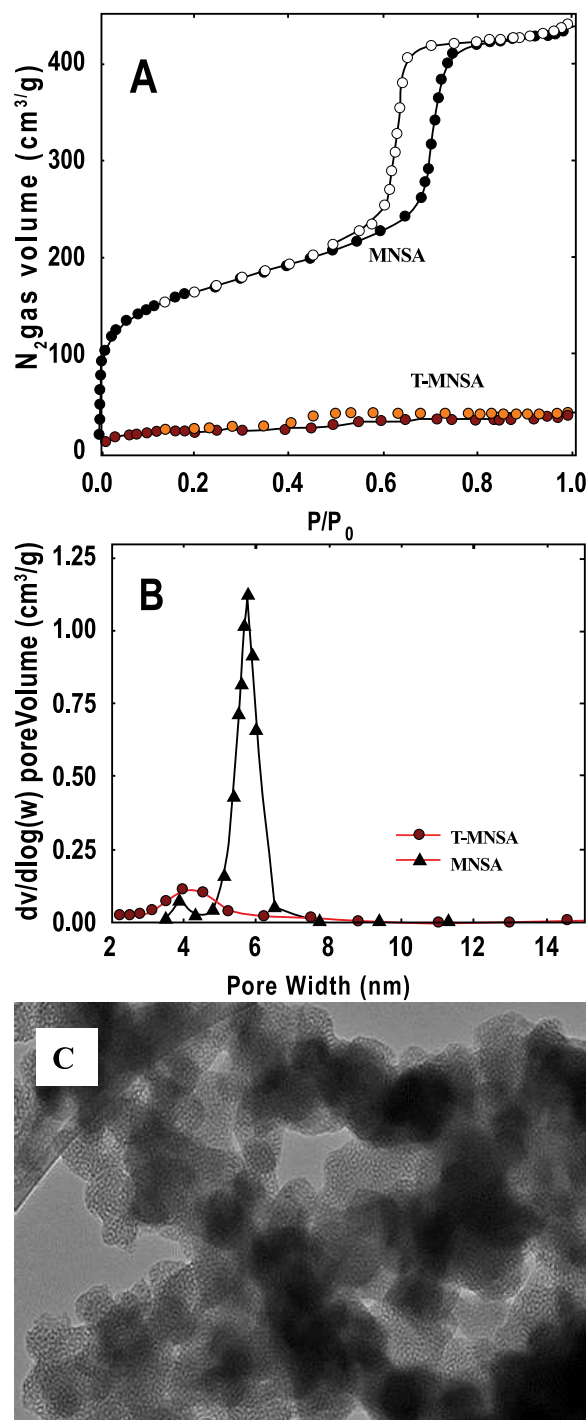 A
N2gas volume (cm3/g)
400
300
200
100
0
MNSA
T-MNSA
0.0 0.2 0.4 0.6 0.8 1.0
P/P0
B
dv/dlog(w) poreVolume (cm3/g)
1.25
1.00
0.75
0.50
0.25
0.00
T-MNSA
MNSA
2 4 6 8 10 12 14
Pore Width (nm)
C